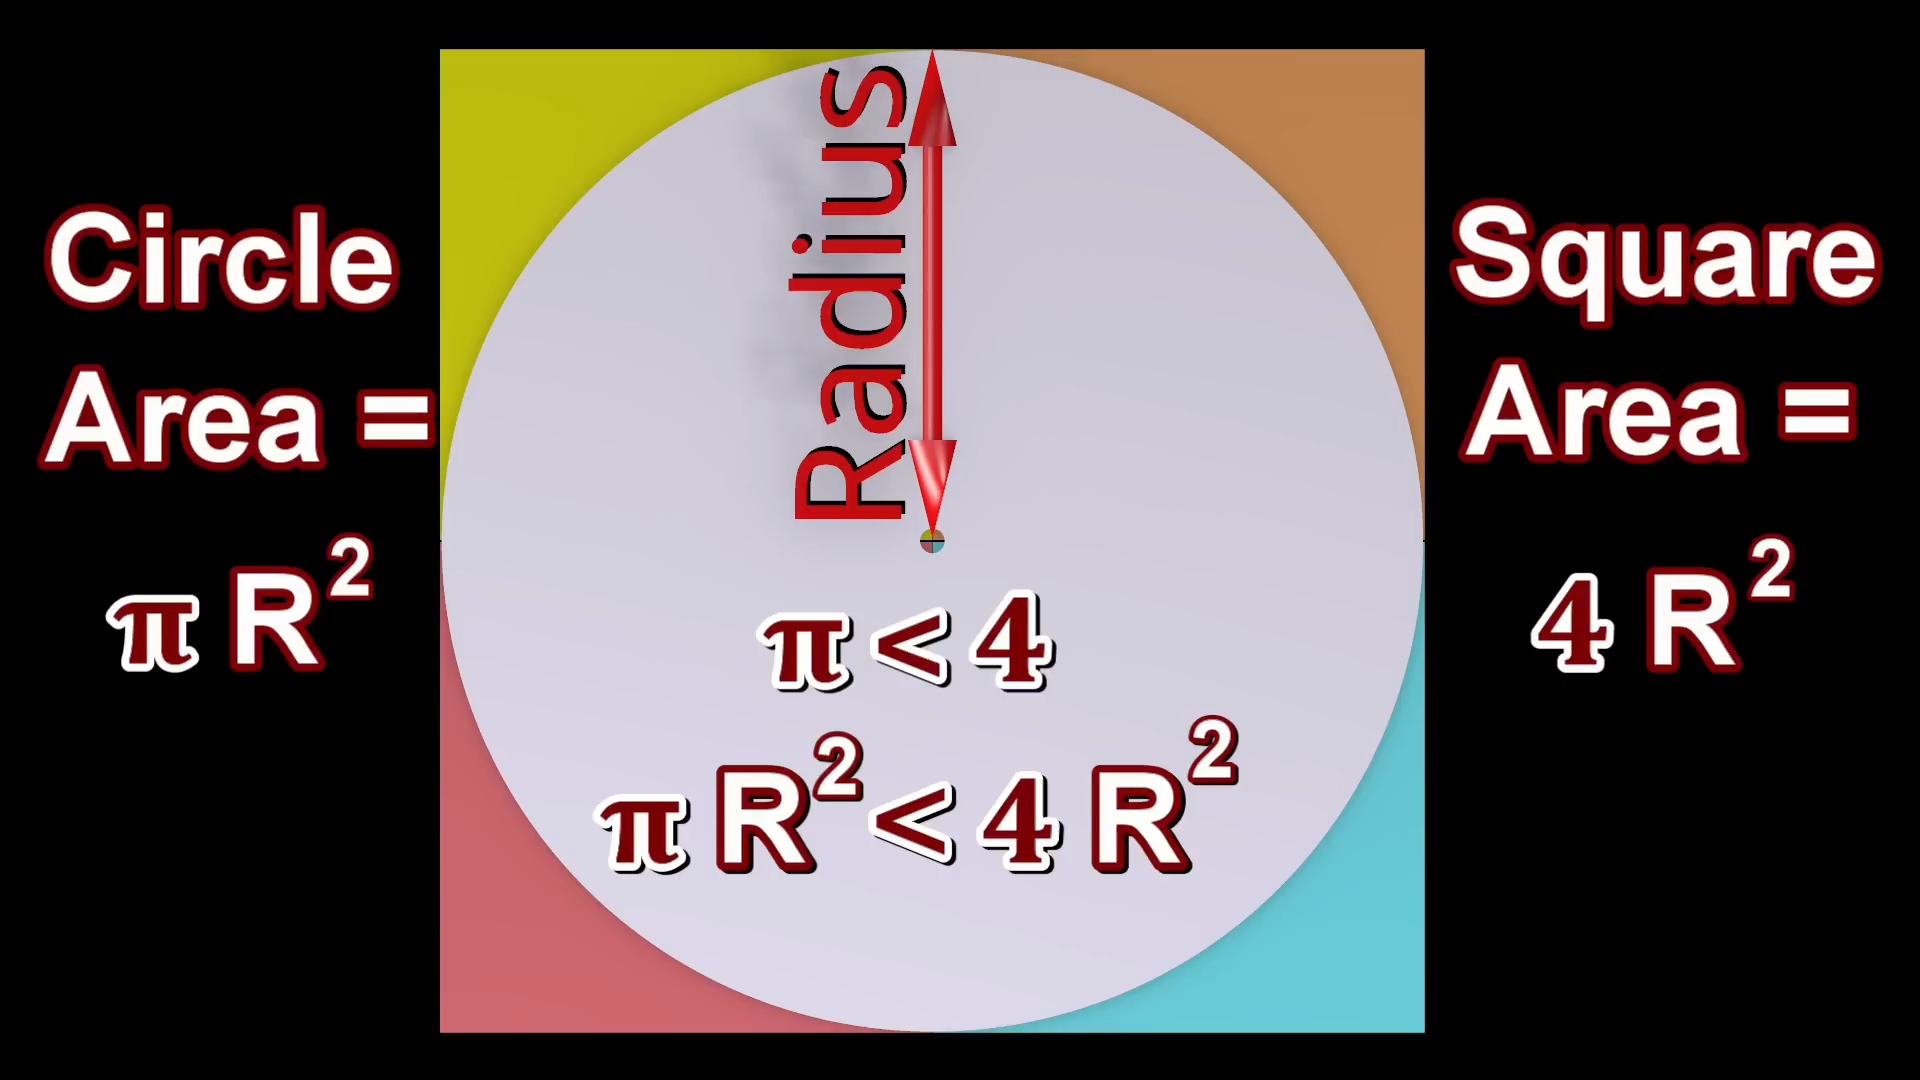 Circle
Area =
π R²
Radius
π < 4
π R² < 4 R²
Square
Area =
4 R²